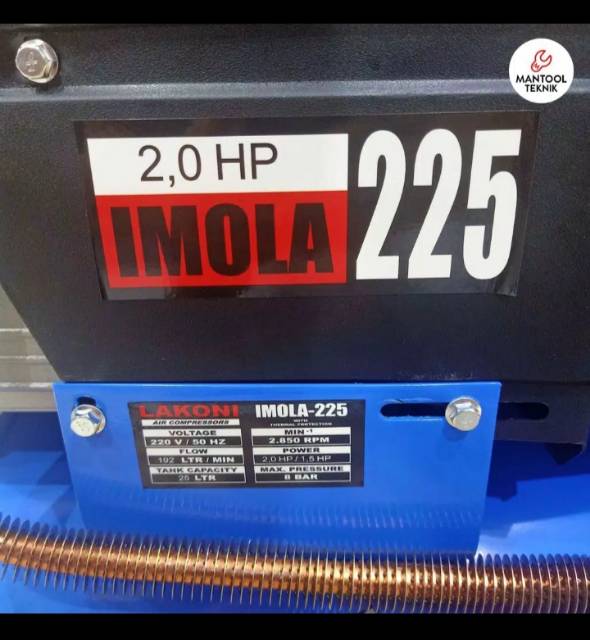 MANTOOL
TEKNIK
2,0 HP
IMOLA 225
LAKONI IMOLA-225
AIR COMPRESSORS
WITH
THERMAL PROTECTION
VOLTAGE MIN-1
220 V / 50 HZ 2.850 RPM
FLOW POWER
102 LTR / MIN 2,0 HP / 1,5 HP
TANK CAPACITY MAX. PRESSURE
25 LTR 8 BAR